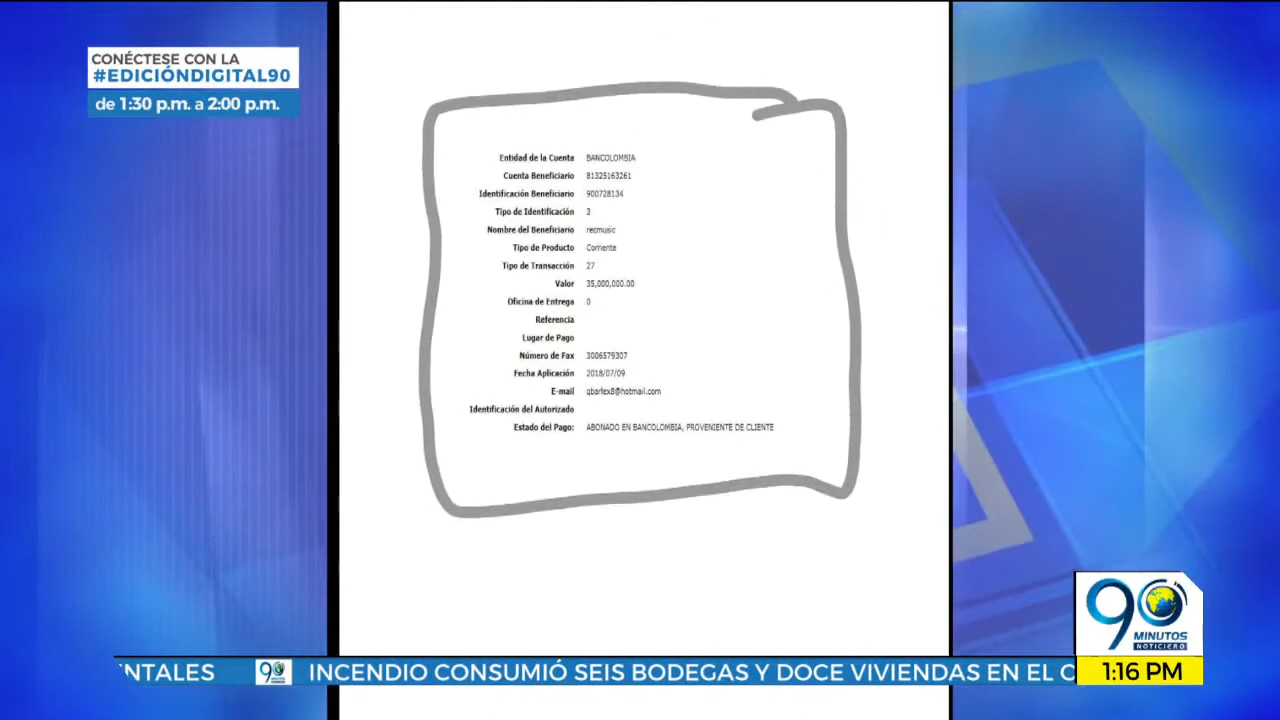 CONÉCTESE CON LA
#EDICIÓNDIGITAL90
de 1:30 p.m. a 2:00 p.m.
Entidad de la Cuenta BANCOLOMBIA
Cuenta Beneficiario 81325163261
Identificación Beneficiario 900728134
Tipo de Identificación 3
Nombre del Beneficiario recmusic
Tipo de Producto Corriente
Tipo de Transacción 27
Valor 35,000,000.00
Oficina de Entrega 0
Referencia
Lugar de Pago
Número de Fax 3006579307
Fecha Aplicación 2018/07/09
E-mail qbarlex8@hotmail.com
Identificación del Autorizado
Estado del Pago: ABONADO EN BANCOLOMBIA, PROVENIENTE DE CLIENTE
90
MINUTOS
NOTICIERO
NTALES 90 INCENDIO CONSUMIÓ SEIS BODEGAS Y DOCE VIVIENDAS EN EL
1:16 PM